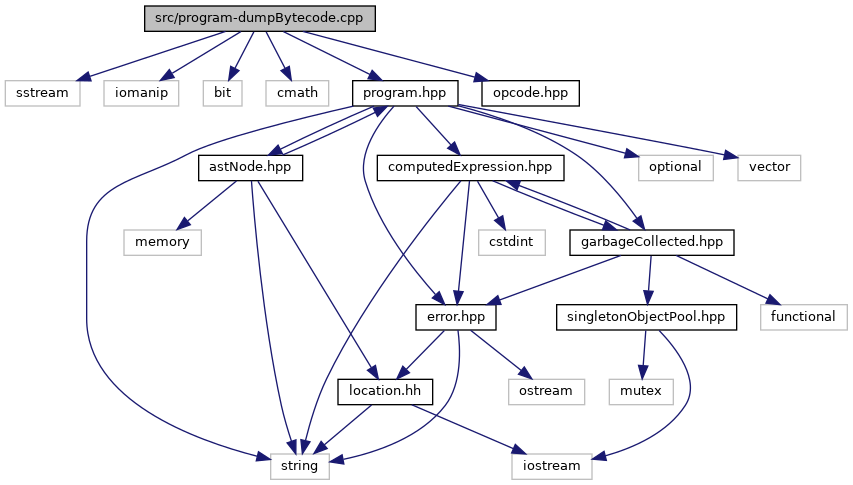 src/program-dumpBytecode.cpp
sstream
iomanip
bit
cmath
program.hpp
opcode.hpp
astNode.hpp
computedExpression.hpp
optional
vector
memory
cstdint
garbageCollected.hpp
error.hpp
singletonObjectPool.hpp
functional
location.hh
ostream
mutex
string
iostream